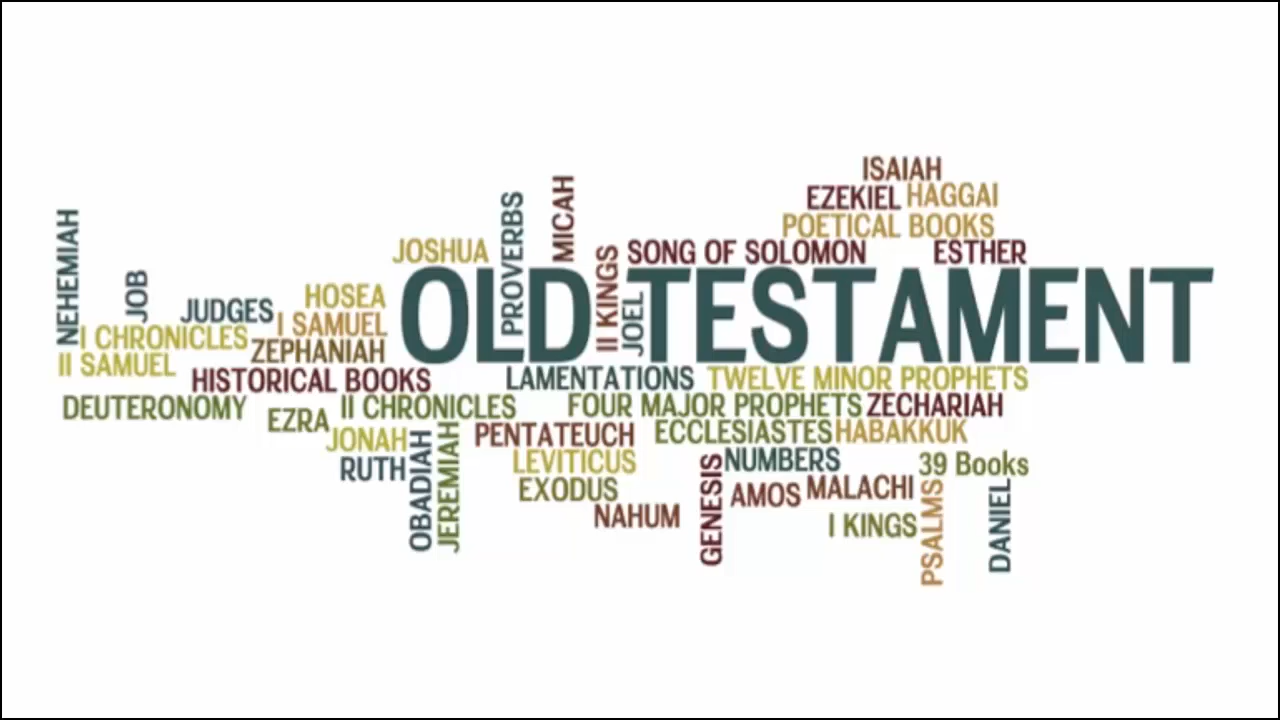 ISAIAH
EZEKIEL HAGGAI
POETICAL BOOKS
MICAH
PROVERBS
NEHEMIAH
JOSHUA
SONG OF SOLOMON
ESTHER
II KINGS
JOB
JOEL
OLD TESTAMENT
HOSEA
JUDGES
I SAMUEL
I CHRONICLES
ZEPHANIAH
II SAMUEL
HISTORICAL BOOKS
LAMENTATIONS
TWELVE MINOR PROPHETS
DEUTERONOMY
EZRA
II CHRONICLES
FOUR MAJOR PROPHETS
ZECHARIAH
JONAH
PENTATEUCH
ECCLESIASTES
HABAKKUK
RUTH
OBADIAH
JEREMIAH
LEVITICUS
GENESIS
NUMBERS
39 Books
EXODUS
AMOS
MALACHI
NAHUM
I KINGS
PSALMS
DANIEL